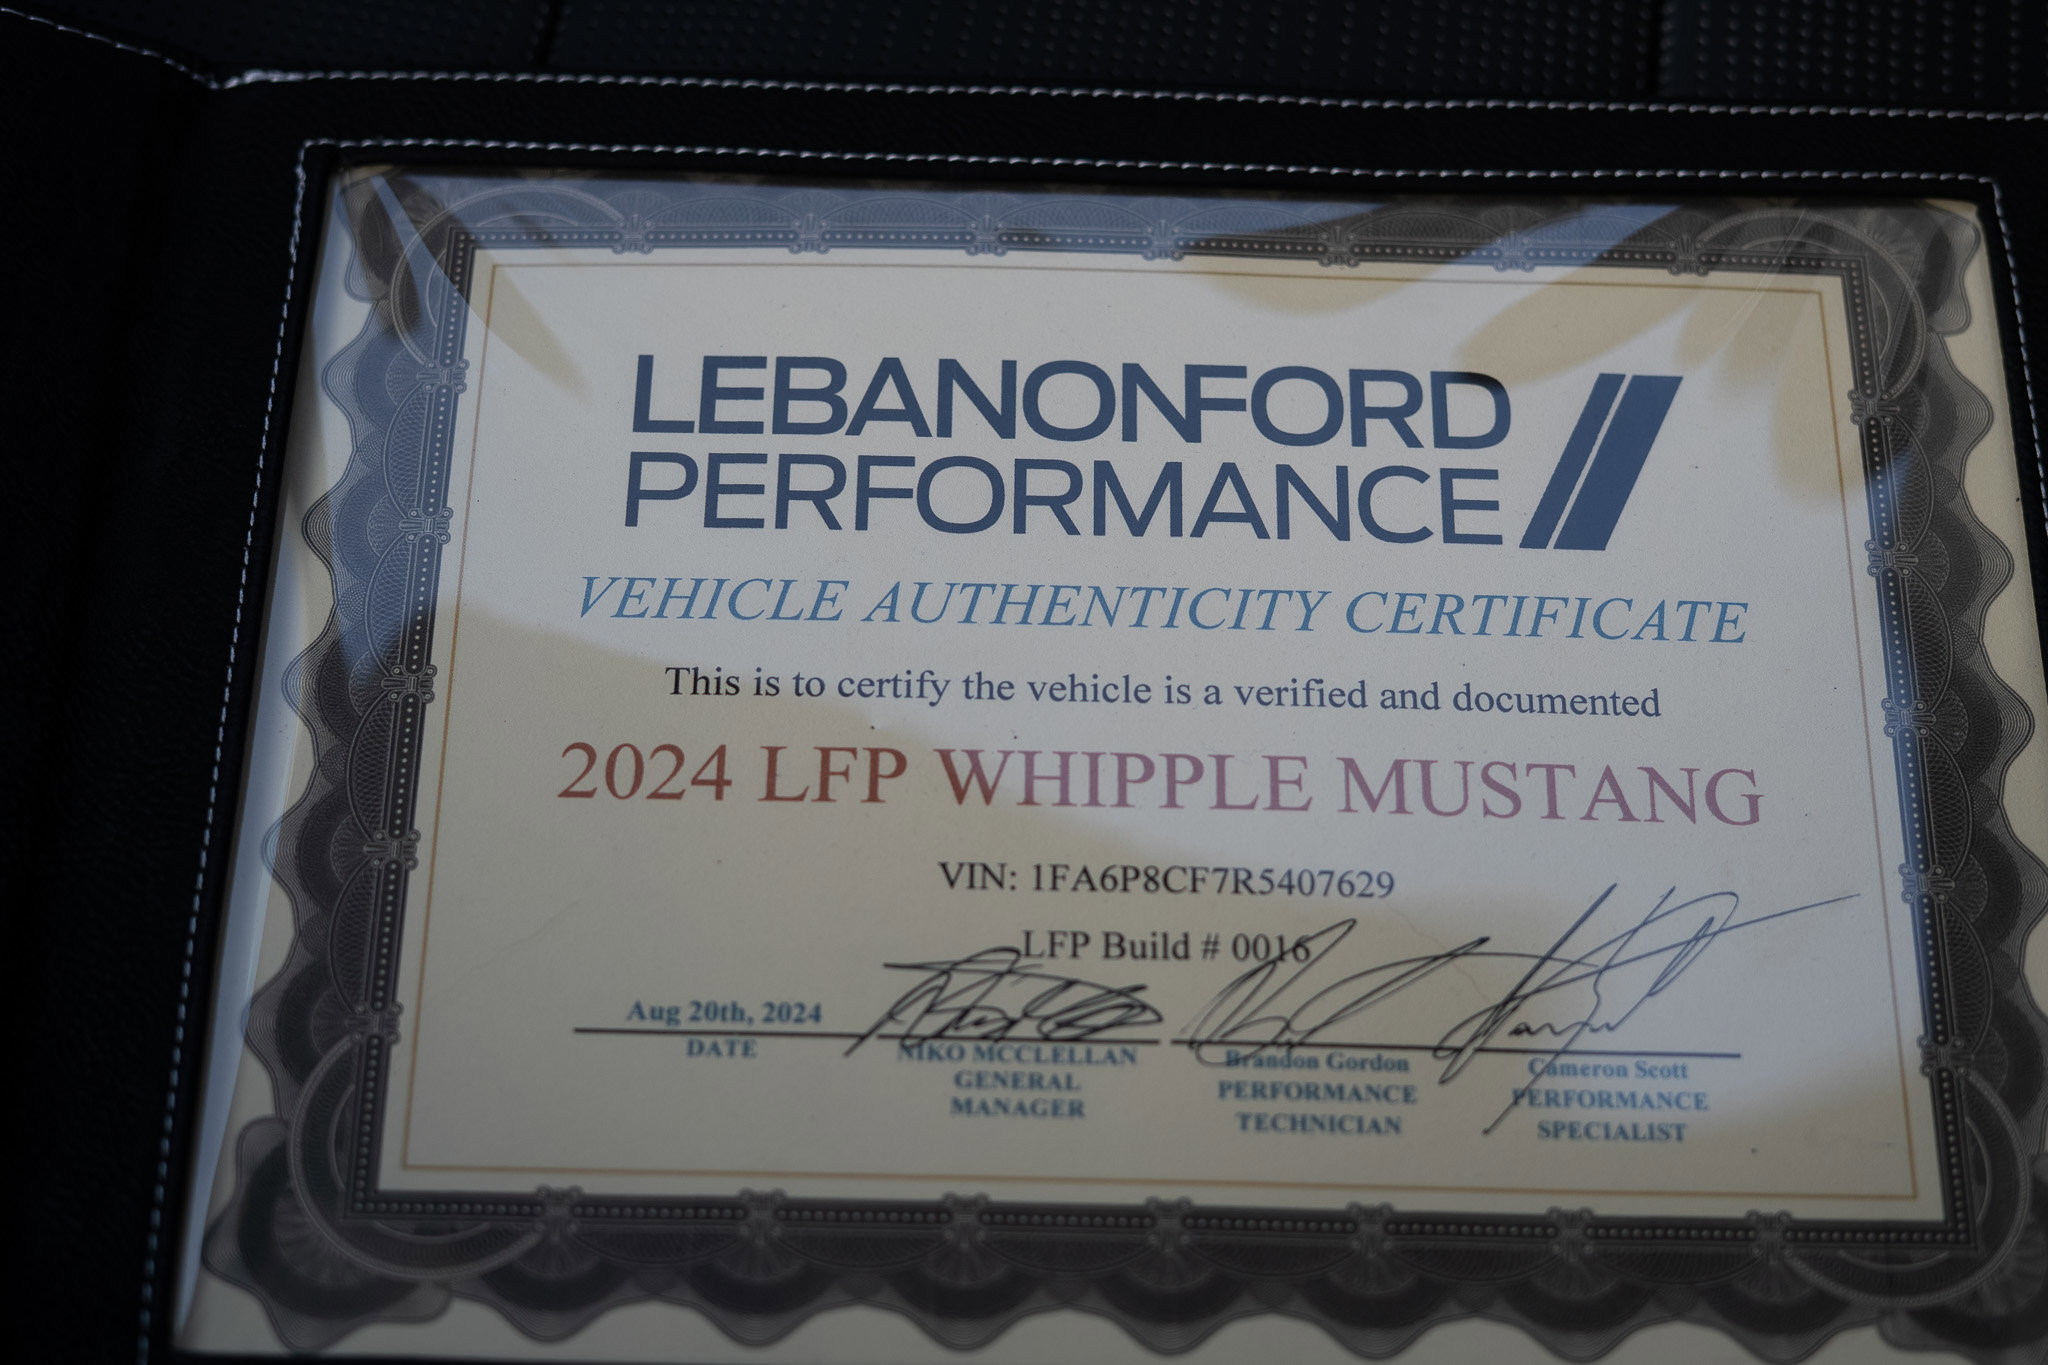 LEBANONFORD
PERFORMANCE
VEHICLE AUTHENTICITY CERTIFICATE
This is to certify the vehicle is a verified and documented
2024 LFP WHIPPLE MUSTANG
VIN: 1FA6P8CF7R5407629
LFP Build # 0016
Aug 20th, 2024
DATE
NIKO MCCLELLAN
GENERAL
MANAGER
Brandon Gordon
PERFORMANCE
TECHNICIAN
Cameron Scott
PERFORMANCE
SPECIALIST